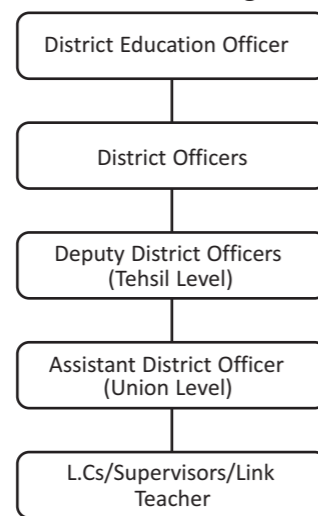 District Education Officer
District Officers
Deputy District Officers
(Tehsil Level)
Assistant District Officer
(Union Level)
L.Cs/Supervisors/Link
Teacher